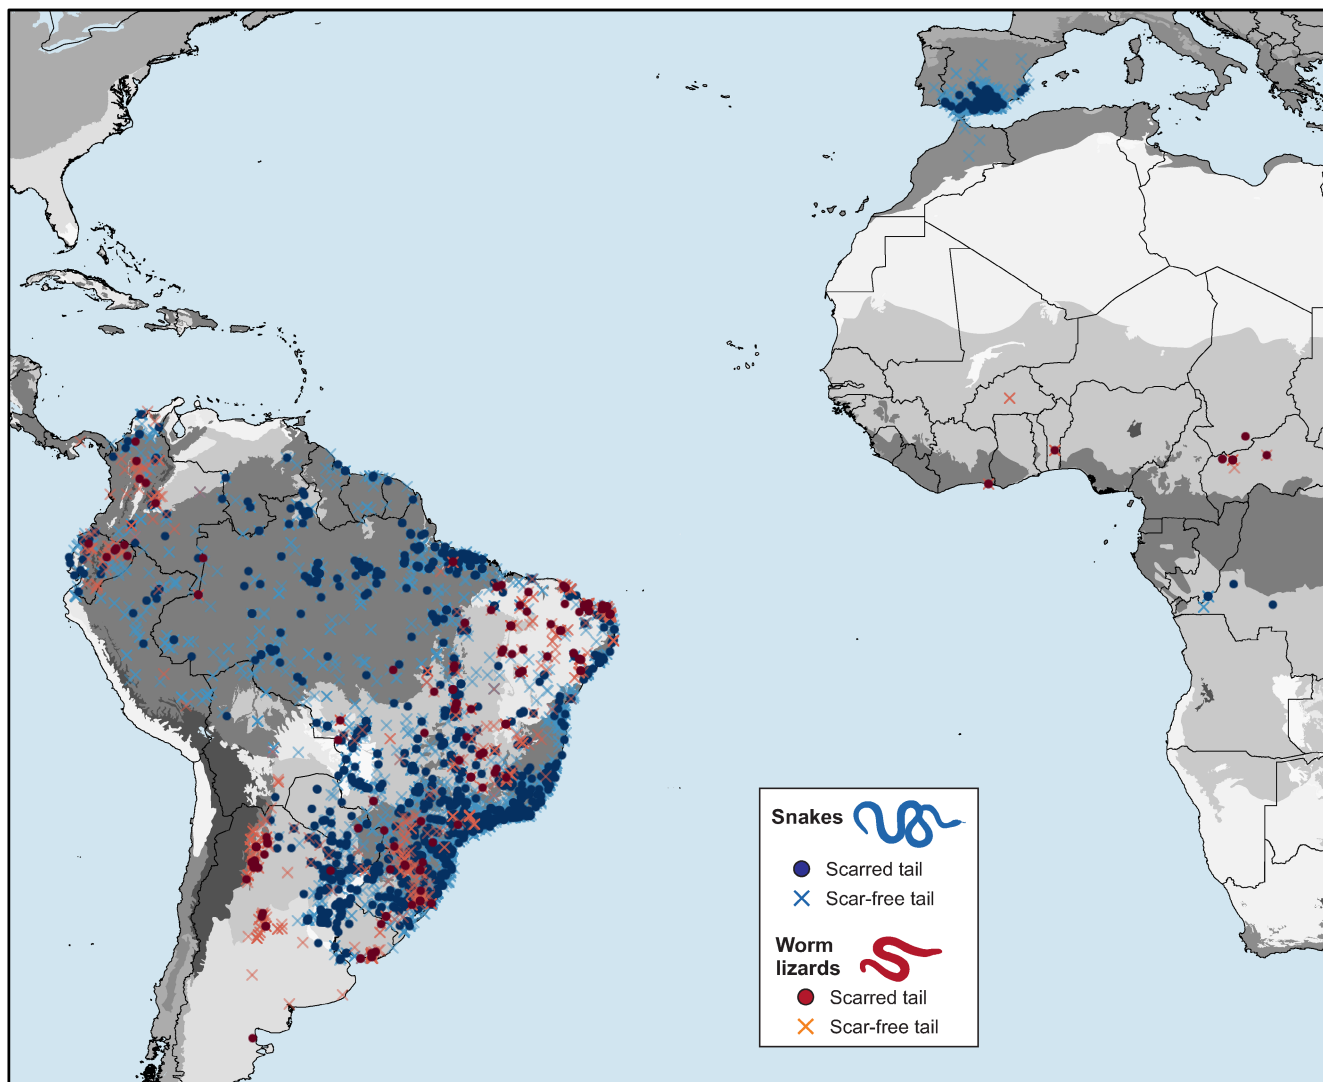 Snakes
Scarred tail
Scar-free tail
Worm
lizards
Scarred tail
Scar-free tail